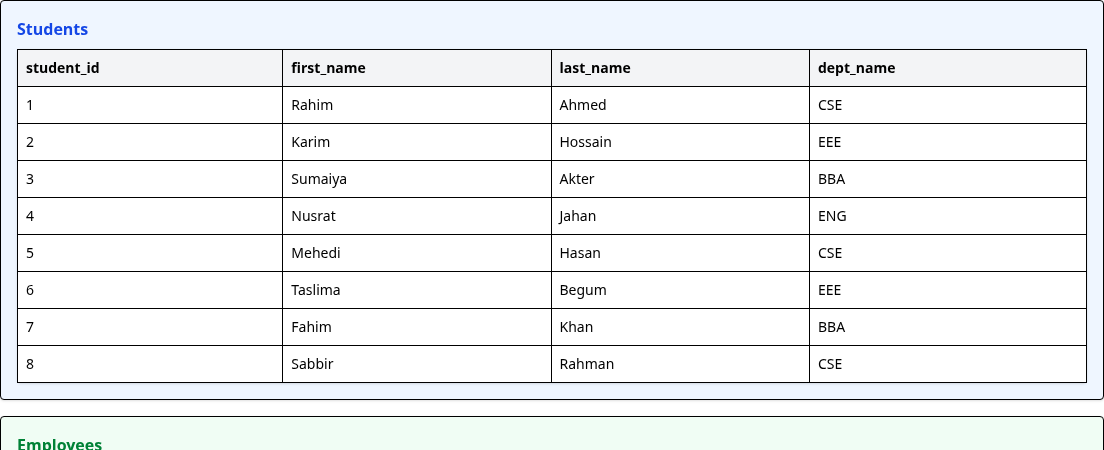 Students
student_id first_name last_name dept_name
1 Rahim Ahmed CSE
2 Karim Hossain EEE
3 Sumaiya Akter BBA
4 Nusrat Jahan ENG
5 Mehedi Hasan CSE
6 Taslima Begum EEE
7 Fahim Khan BBA
8 Sabbir Rahman CSE
Employees